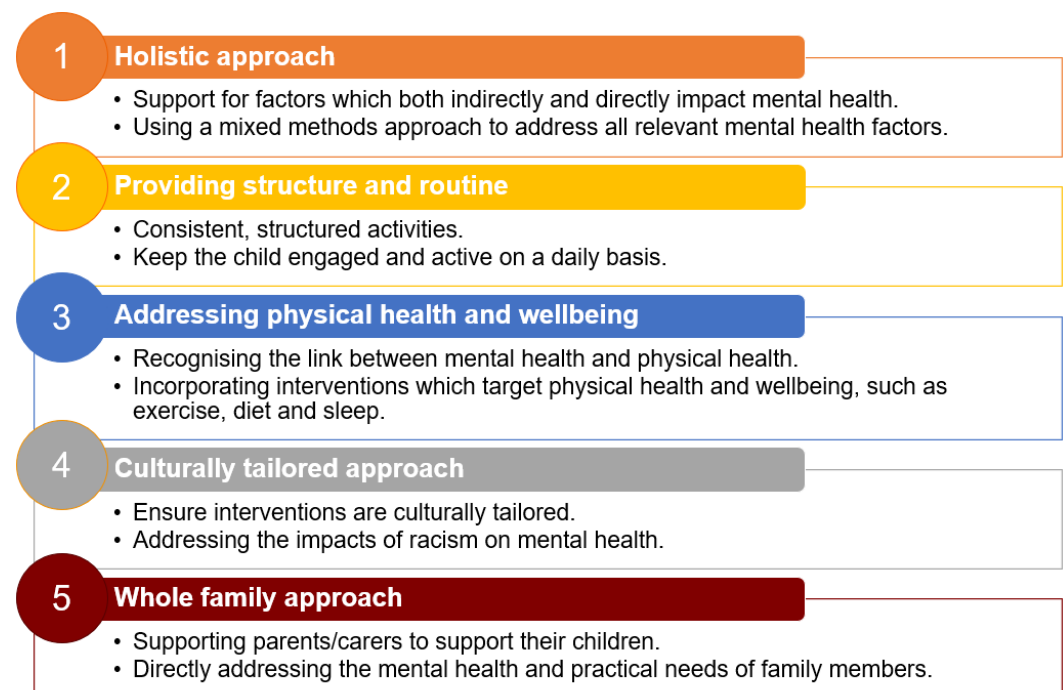 1
Holistic approach
• Support for factors which both indirectly and directly impact mental health.
• Using a mixed methods approach to address all relevant mental health factors.
2
Providing structure and routine
• Consistent, structured activities.
• Keep the child engaged and active on a daily basis.
3
Addressing physical health and wellbeing
• Recognising the link between mental health and physical health.
• Incorporating interventions which target physical health and wellbeing, such as
exercise, diet and sleep.
4
Culturally tailored approach
• Ensure interventions are culturally tailored.
• Addressing the impacts of racism on mental health.
5
Whole family approach
• Supporting parents/carers to support their children.
• Directly addressing the mental health and practical needs of family members.